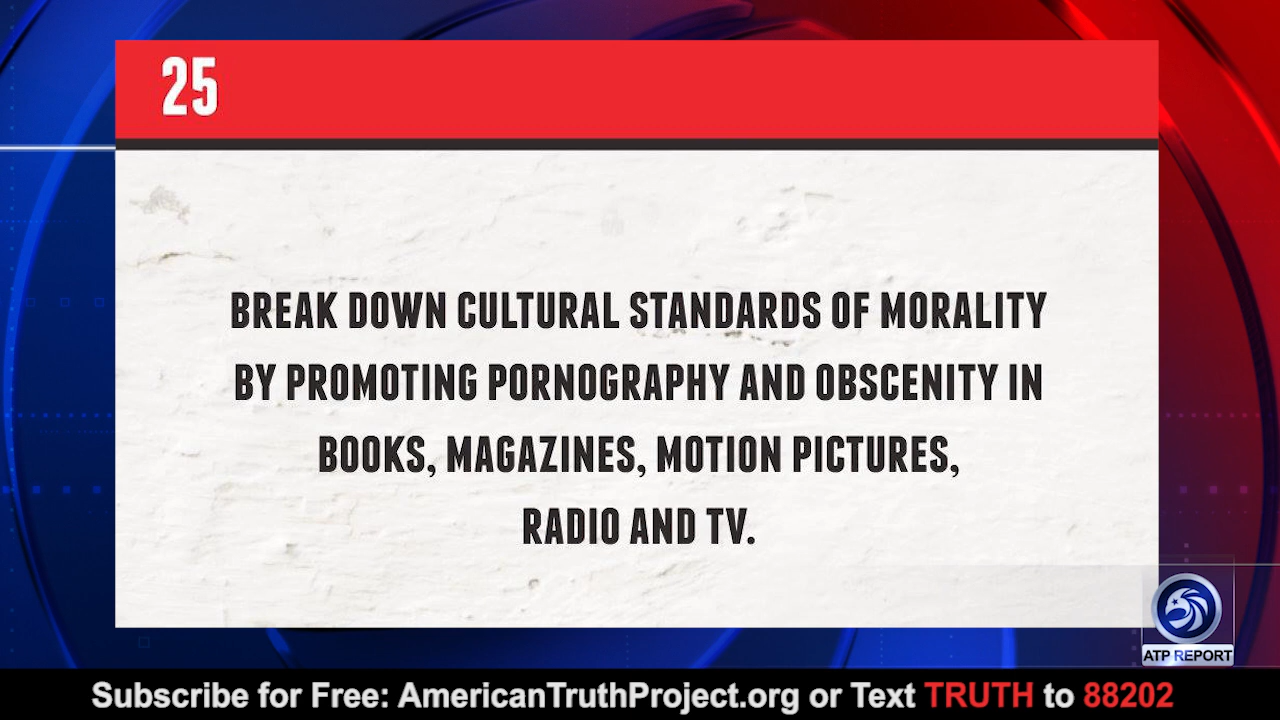 25
BREAK DOWN CULTURAL STANDARDS OF MORALITY
BY PROMOTING PORNOGRAPHY AND OBSCENITY IN
BOOKS, MAGAZINES, MOTION PICTURES,
RADIO AND TV.
ATP REPORT
Subscribe for Free: AmericanTruthProject.org or Text TRUTH to 88202